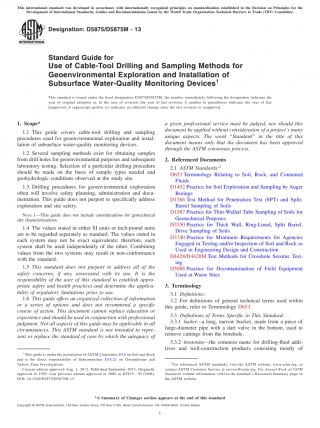 This international standard was developed in accordance with internationally recognized principles on standardization established in the Decision on Principles for the
Development of International Standards, Guides and Recommendations issued by the World Trade Organization Technical Barriers to Trade (TBT) Committee.
Designation: D5875/D5875M − 13
INTERNATIONAL
Standard Guide for
Use of Cable-Tool Drilling and Sampling Methods for
Geoenvironmental Exploration and Installation of
Subsurface Water-Quality Monitoring Devices1
This standard is issued under the fixed designation D5875/D5875M; the number immediately following the designation indicates the
year of original adoption or, in the case of revision, the year of last revision. A number in parentheses indicates the year of last
reapproval. A superscript epsilon (ε) indicates an editorial change since the last revision or reapproval.
1. Scope*
1.1 This guide covers cable-tool drilling and sampling
procedures used for geoenvironmental exploration and instal-
lation of subsurface water-quality monitoring devices.
1.2 Several sampling methods exist for obtaining samples
from drill holes for geoenvironmental purposes and subsequent
laboratory testing. Selection of a particular drilling procedure
should be made on the basis of sample types needed and
geohydrologic conditions observed at the study site.
1.3 Drilling procedures for geoenvironmental exploration
often will involve safety planning, administration and docu-
mentation. This guide does not purport to specifically address
exploration and site safety.
NOTE 1—This guide does not include considerations for geotechnical
site characterizations.
1.4 The values stated in either SI units or inch-pound units
are to be regarded separately as standard. The values stated in
each system may not be exact equivalents; therefore, each
system shall be used independently of the other. Combining
values from the two systems may result in non-conformance
with the standard.
1.5 This standard does not purport to address all of the
safety concerns, if any, associated with its use. It is the
responsibility of the user of this standard to establish appro-
priate safety and health practices and determine the applica-
bility of regulatory limitations prior to use.
1.6 This guide offers an organized collection of information
or a series of options and does not recommend a specific
course of action. This document cannot replace education or
experience and should be used in conjunction with professional
judgment. Not all aspects of this guide may be applicable in all
circumstances. This ASTM standard is not intended to repre-
sent or replace the standard of care by which the adequacy of
a given professional service must be judged, nor should this
document be applied without consideration of a project's many
unique aspects. The word "Standard" in the title of this
document means only that the document has been approved
through the ASTM consensus process.
2. Referenced Documents
2.1 ASTM Standards:2
D653 Terminology Relating to Soil, Rock, and Contained
Fluids
D1452 Practice for Soil Exploration and Sampling by Auger
Borings
D1586 Test Method for Penetration Test (SPT) and Split-
Barrel Sampling of Soils
D1587 Practice for Thin-Walled Tube Sampling of Soils for
Geotechnical Purposes
D3550 Practice for Thick Wall, Ring-Lined, Split Barrel,
Drive Sampling of Soils
D3740 Practice for Minimum Requirements for Agencies
Engaged in Testing and/or Inspection of Soil and Rock as
Used in Engineering Design and Construction
D4428/D4428M Test Methods for Crosshole Seismic Test-
ing
D5088 Practice for Decontamination of Field Equipment
Used at Waste Sites
3. Terminology
3.1 Definitions:
3.2 For definitions of general technical terms used within
this guide, refer to Terminology D653.
3.3 Definitions of Terms Specific to This Standard:
3.3.1 bailer—a long, narrow bucket, made from a piece of
large-diameter pipe with a dart valve in the bottom, used to
remove cuttings from the borehole.
3.3.2 bentonite—the common name for drilling-fluid addi-
tives and well-construction products consisting mostly of
1 This guide is under the jurisdiction of ASTM Committee D18 on Soil and Rock
and is the direct responsibility of Subcommittee D18.21 on Groundwater and
Vadose Zone Investigations.
Current edition approved Aug. 1, 2013. Published September 2013. Originally
approved in 1995. Last previous edition approved in 2006 as D5875 – 95 (2006).
DOI: 10.1520/D5875_D5875M-13.
2 For referenced ASTM standards, visit the ASTM website, www.astm.org, or
contact ASTM Customer Service at service@astm.org. For Annual Book of ASTM
Standards volume information, refer to the standard's Document Summary page on
the ASTM website.
*A Summary of Changes section appears at the end of this standard
Copyright © ASTM International, 100 Barr Harbor Drive, PO Box C700, West Conshohocken, PA 19428-2959. United States
1